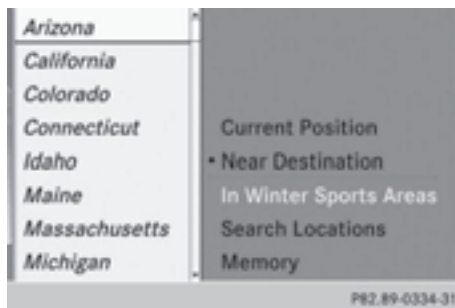 Arizona
California
Colorado
Connecticut
Idaho
Maine
Massachusetts
Michigan
Current Position
• Near Destination
In Winter Sports Areas
Search Locations
Memory
P82.89-0334-31